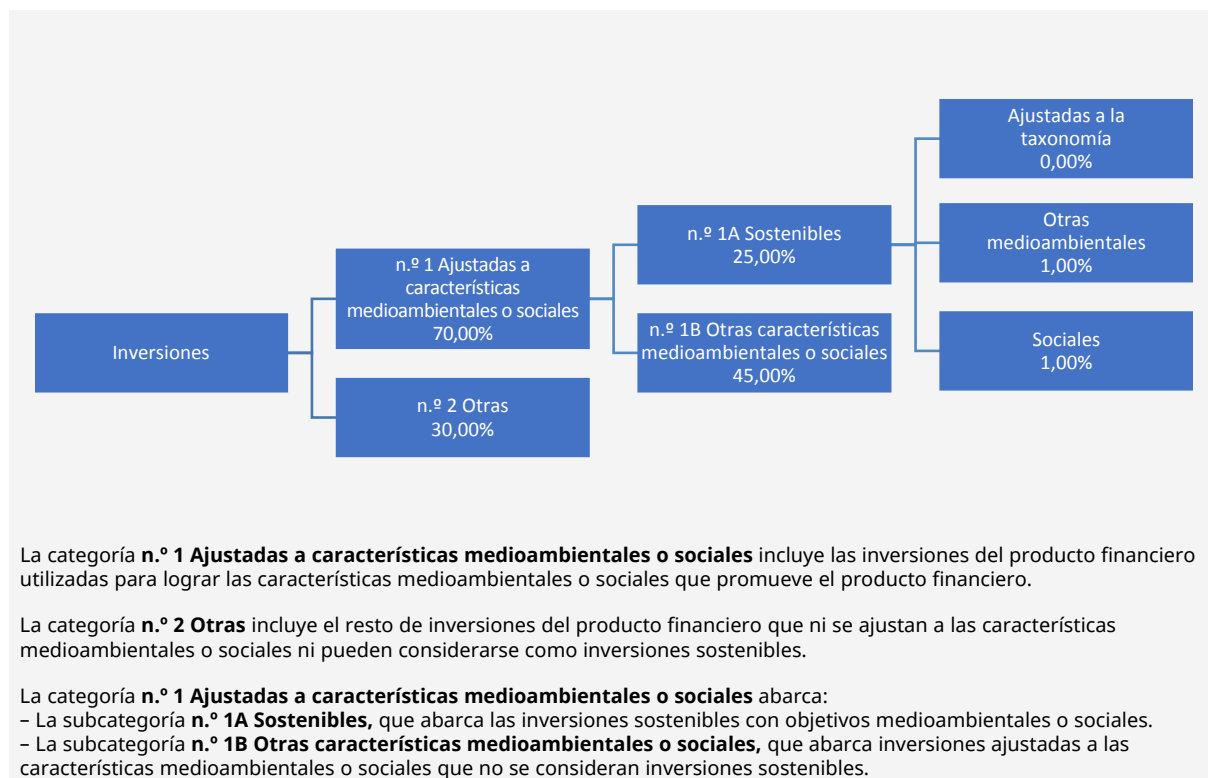 Inversiones
n.º 1 Ajustadas a
características
medioambientales o sociales
70,00%
n.º 2 Otras
30,00%
n.º 1A Sostenibles
25,00%
n.º 1B Otras características
medioambientales o sociales
45,00%
Ajustadas a la
taxonomía
0,00%
Otras
medioambientales
1,00%
Sociales
1,00%
La categoría n.º 1 Ajustadas a características medioambientales o sociales incluye las inversiones del producto financiero
utilizadas para lograr las características medioambientales o sociales que promueve el producto financiero.
La categoría n.º 2 Otras incluye el resto de inversiones del producto financiero que ni se ajustan a las características
medioambientales o sociales ni pueden considerarse como inversiones sostenibles.
La categoría n.º 1 Ajustadas a características medioambientales o sociales abarca:
– La subcategoría n.º 1A Sostenibles, que abarca las inversiones sostenibles con objetivos medioambientales o sociales.
– La subcategoría n.º 1B Otras características medioambientales o sociales, que abarca inversiones ajustadas a las
características medioambientales o sociales que no se consideran inversiones sostenibles.